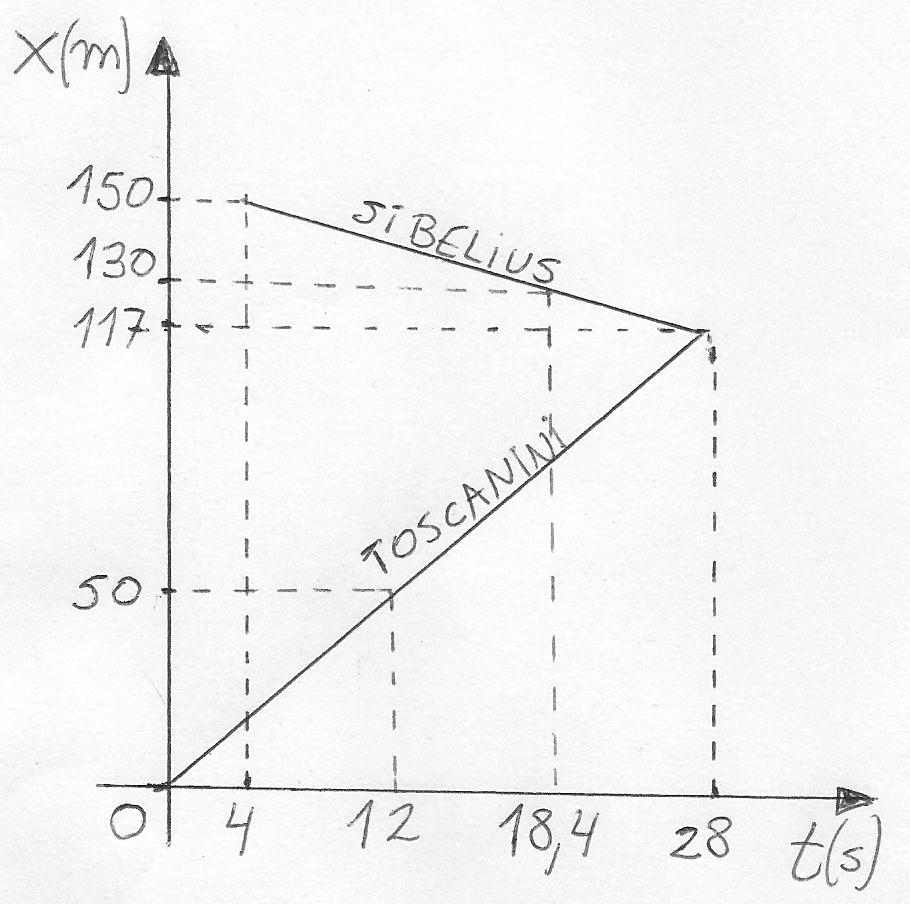 X(m)
150
SiBELiUS
130
117
TOSCANiNi
50
0 4 12 18,4 28 t(s)